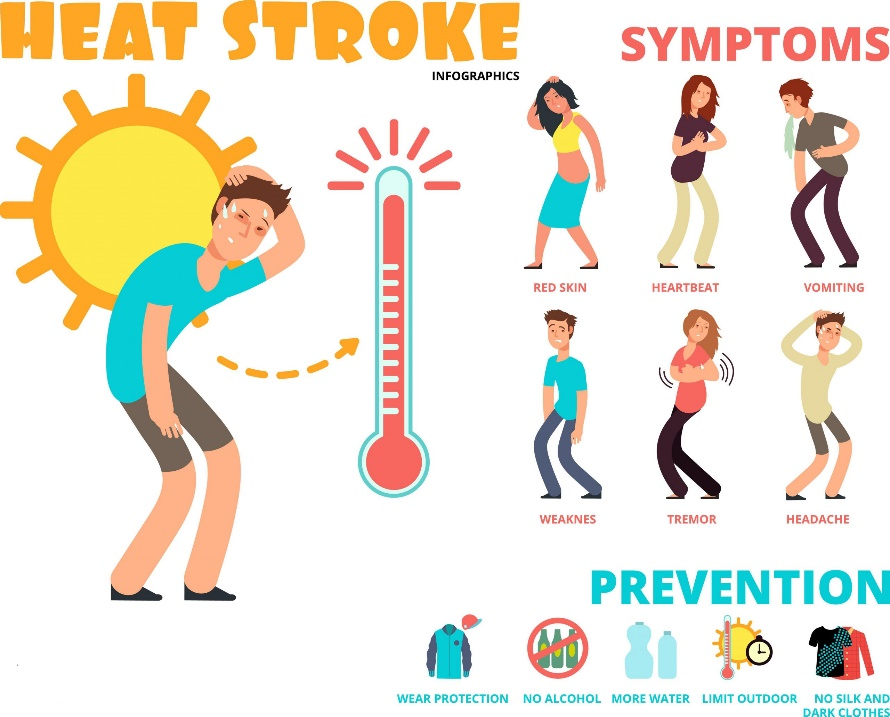 HEAT STROKE
INFOGRAPHICS
SYMPTOMS
RED SKIN
HEARTBEAT
VOMITING
WEAKNES
TREMOR
HEADACHE
PREVENTION
WEAR PROTECTION
NO ALCOHOL
MORE WATER
LIMIT OUTDOOR
NO SILK AND
DARK CLOTHES